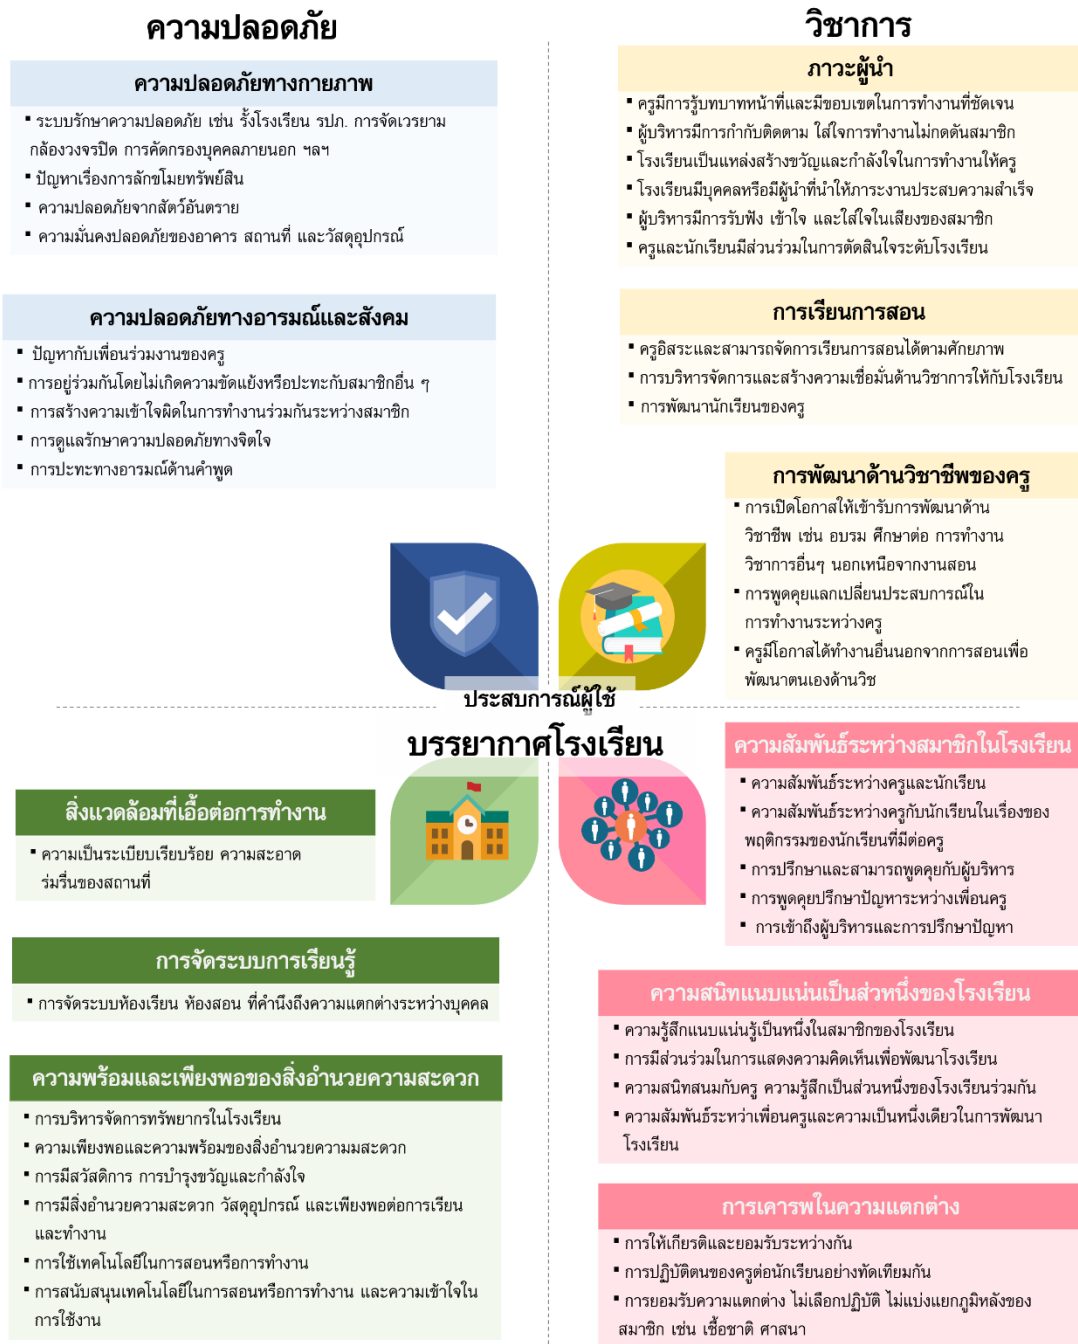 ความปลอดภัย
ความปลอดภัยทางกายภาพ
▪ ระบบรักษาความปลอดภัย เช่น รั้งโรงเรียน รปภ. การจัดเวรยาม
กล้องวงจรปิด การคัดกรองบุคคลภายนอก ฯลฯ
▪ ปัญหาเรื่องการลักขโมยทรัพย์สิน
▪ ความปลอดภัยจากสัตว์อันตราย
▪ ความมั่นคงปลอดภัยของอาคาร สถานที่ และวัสดุอุปกรณ์
ความปลอดภัยทางอารมณ์และสังคม
▪ ปัญหากับเพื่อนร่วมงานของครู
▪ การอยู่ร่วมกันโดยไม่เกิดความขัดแย้งหรือปะทะกับสมาชิกอื่น ๆ
▪ การสร้างความเข้าใจผิดในการทำงานร่วมกันระหว่างสมาชิก
▪ การดูแลรักษาความปลอดภัยทางจิตใจ
▪ การปะทะทางอารมณ์ด้านคำพูด
วิชาการ
ภาวะผู้นำ
▪ ครูมีการรู้บทบาทหน้าที่และมีขอบเขตในการทำงานที่ชัดเจน
▪ ผู้บริหารมีการกำกับติดตาม ใส่ใจการทำงานไม่กดดันสมาชิก
▪ โรงเรียนเป็นแหล่งสร้างขวัญและกำลังใจในการทำงานให้ครู
▪ โรงเรียนมีบุคคลหรือมีผู้นำที่นำให้ภาระงานประสบความสำเร็จ
▪ ผู้บริหารมีการรับฟัง เข้าใจ และใส่ใจในเสียงของสมาชิก
▪ ครูและนักเรียนมีส่วนร่วมในการตัดสินใจระดับโรงเรียน
การเรียนการสอน
▪ ครูอิสระและสามารถจัดการเรียนการสอนได้ตามศักยภาพ
▪ การบริหารจัดการและสร้างความเชื่อมั่นด้านวิชาการให้กับโรงเรียน
▪ การพัฒนานักเรียนของครู
การพัฒนาด้านวิชาชีพของครู
▪ การเปิดโอกาสให้เข้ารับการพัฒนาด้าน
วิชาชีพ เช่น อบรม ศึกษาต่อ การทำงาน
วิชาการอื่นๆ นอกเหนือจากงานสอน
▪ การพูดคุยแลกเปลี่ยนประสบการณ์ใน
การทำงานระหว่างครู
▪ ครูมีโอกาสได้ทำงานอื่นนอกจากการสอนเพื่อ
พัฒนาตนเองด้านวิช
ประสบการณ์ผู้ใช้
บรรยากาศโรงเรียน
สิ่งแวดล้อมที่เอื้อต่อการทำงาน
▪ ความเป็นระเบียบเรียบร้อย ความสะอาด
ร่มรื่นของสถานที่
การจัดระบบการเรียนรู้
▪ การจัดระบบห้องเรียน ห้องสอน ที่คำนึงถึงความแตกต่างระหว่างบุคคล
ความพร้อมและเพียงพอของสิ่งอำนวยความสะดวก
▪ การบริหารจัดการทรัพยากรในโรงเรียน
▪ ความเพียงพอและความพร้อมของสิ่งอำนวยความมสะดวก
▪ การมีสวัสดิการ การบำรุงขวัญและกำลังใจ
▪ การมีสิ่งอำนวยความสะดวก วัสดุอุปกรณ์ และเพียงพอต่อการเรียน
และทำงาน
▪ การใช้เทคโนโลยีในการสอนหรือการทำงาน
▪ การสนับสนุนเทคโนโลยีในการสอนหรือการทำงาน และความเข้าใจใน
การใช้งาน
ความสัมพันธ์ระหว่างสมาชิกในโรงเรียน
▪ ความสัมพันธ์ระหว่างครูและนักเรียน
▪ ความสัมพันธ์ระหว่างครูกับนักเรียนในเรื่องของ
พฤติกรรมของนักเรียนที่มีต่อครู
▪ การปรึกษาและสามารถพูดคุยกับผู้บริหาร
▪ การพูดคุยปรึกษาปัญหาระหว่างเพื่อนครู
▪ การเข้าถึงผู้บริหารและการปรึกษาปัญหา
ความสนิทแนบแน่นเป็นส่วหนึ่งของโรงเรียน
▪ ความรู้สึกแนบแน่นรู้เป็นหนึ่งในสมาชิกของโรงเรียน
▪ การมีส่วนร่วมในการแสดงความคิดเห็นเพื่อพัฒนาโรงเรียน
▪ ความสนิทสนมกับครู ความรู้สึกเป็นส่วนหนึ่งของโรงเรียนร่วมกัน
▪ ความสัมพันธ์ระหว่าเพื่อนครูและความเป็นหนึ่งเดียวในการพัฒนา
โรงเรียน
การเคารพในความแตกต่าง
▪ การให้เกียรติและยอมรับระหว่างกัน
▪ การปฏิบัติตนของครูต่อนักเรียนอย่างทัดเทียมกัน
▪ การยอมรับความแตกต่าง ไม่เลือกปฏิบัติ ไม่แบ่งแยกภูมิหลังของ
สมาชิก เช่น เชื้อชาติ ศาสนา